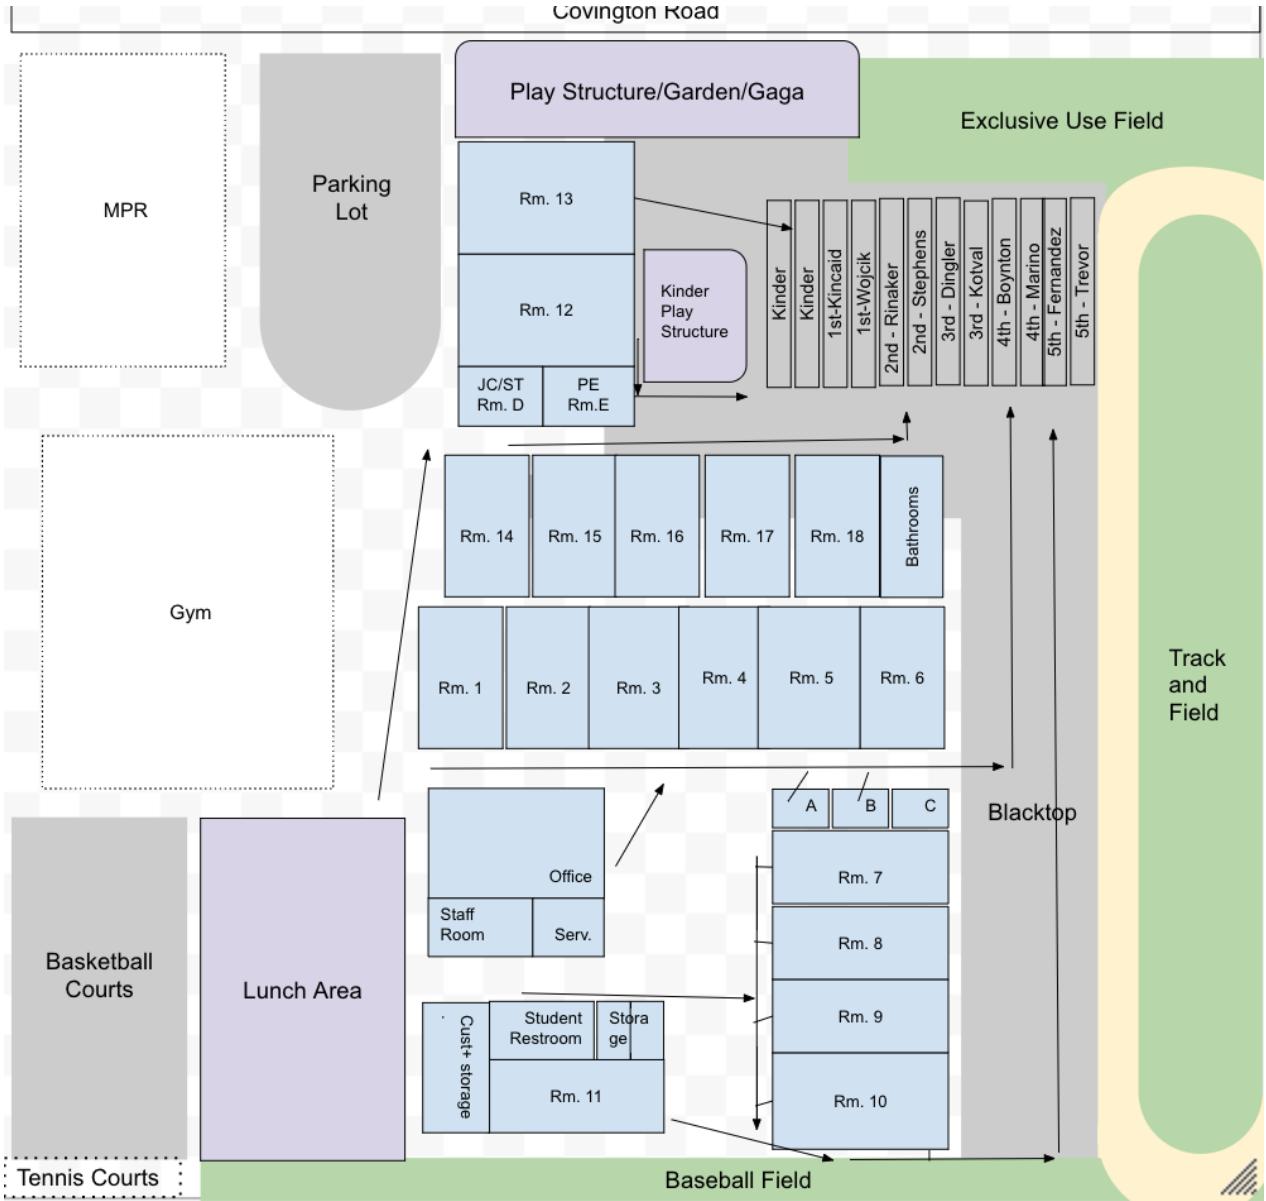 Covington Road
Play Structure/Garden/Gaga
Exclusive Use Field
MPR
Parking
Lot
Rm. 13
Rm. 12
JC/ST
Rm. D
PE
Rm.E
Kinder
Play
Structure
Kinder
Kinder
1st-Kincaid
1st-Wojcik
2nd - Rinaker
2nd - Stephens
3rd - Dingler
3rd - Kotval
4th - Boynton
4th - Marino
5th - Fernandez
5th - Trevor
Rm. 14
Rm. 15
Rm. 16
Rm. 17
Rm. 18
Bathrooms
Gym
Rm. 1
Rm. 2
Rm. 3
Rm. 4
Rm. 5
Rm. 6
Track
and
Field
Office
Staff
Room
Serv.
A
B
C
Blacktop
Rm. 7
Rm. 8
Rm. 9
Rm. 10
Basketball
Courts
Lunch Area
Cust+ storage
Student
Restroom
Stora
ge
Rm. 11
Tennis Courts
Baseball Field